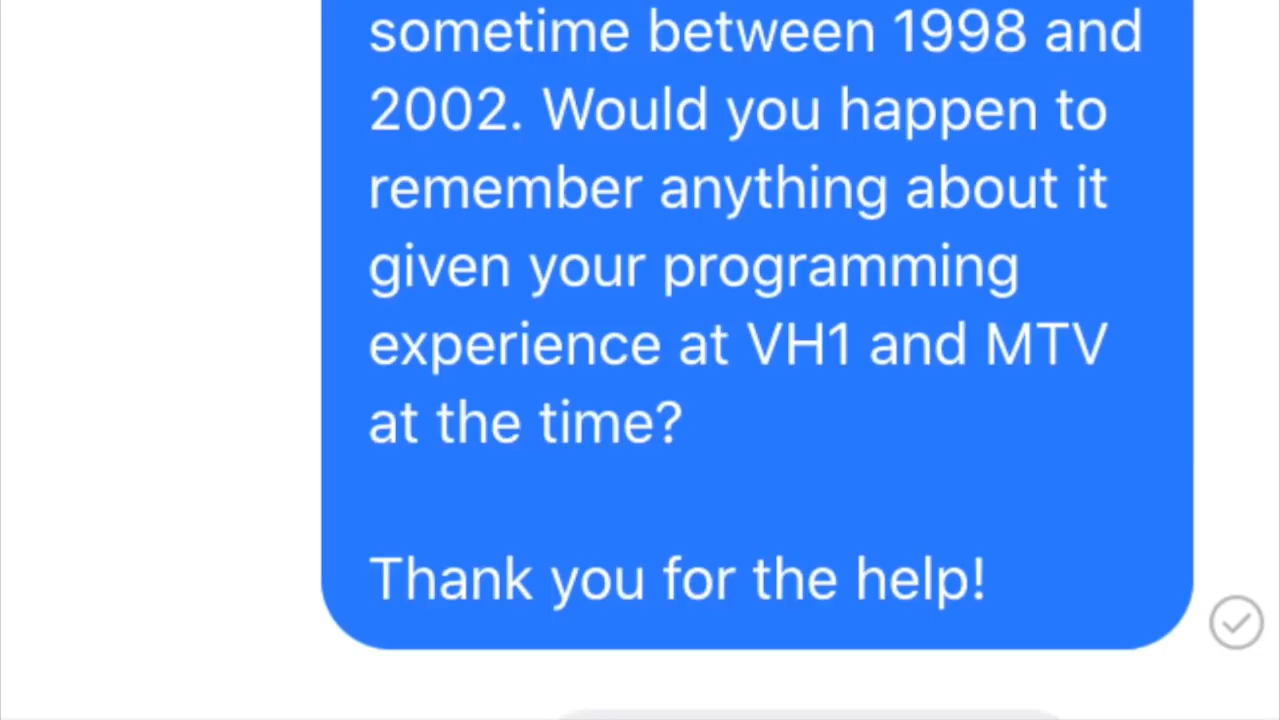 sometime between 1998 and
2002. Would you happen to
remember anything about it
given your programming
experience at VH1 and MTV
at the time?
Thank you for the help!